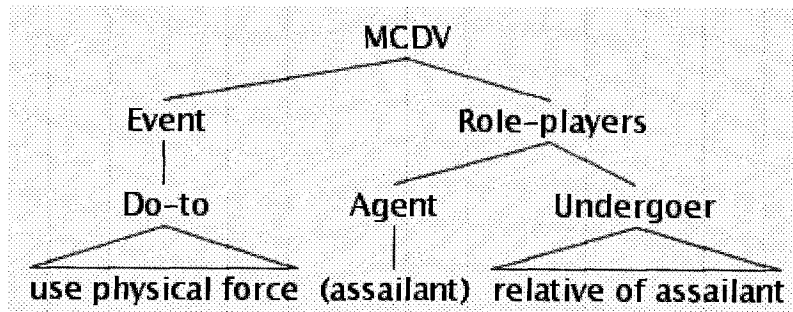 MCDV
Event Role-players
Do-to Agent Undergoer
use physical force (assailant) relative of assailant